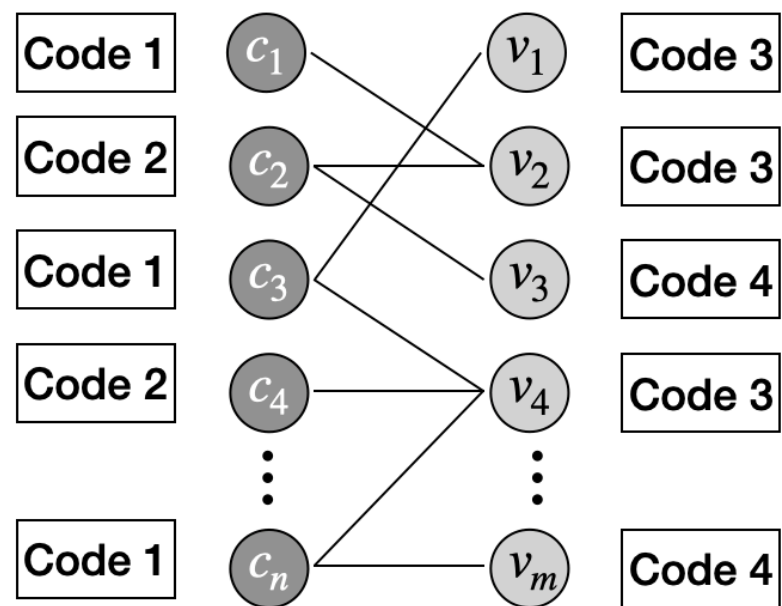 Code 1 c₁ v₁ Code 3
Code 2 c₂ v₂ Code 3
Code 1 c₃ v₃ Code 4
Code 2 c₄ v₄ Code 3
⋮ ⋮
Code 1 cₙ vₘ Code 4